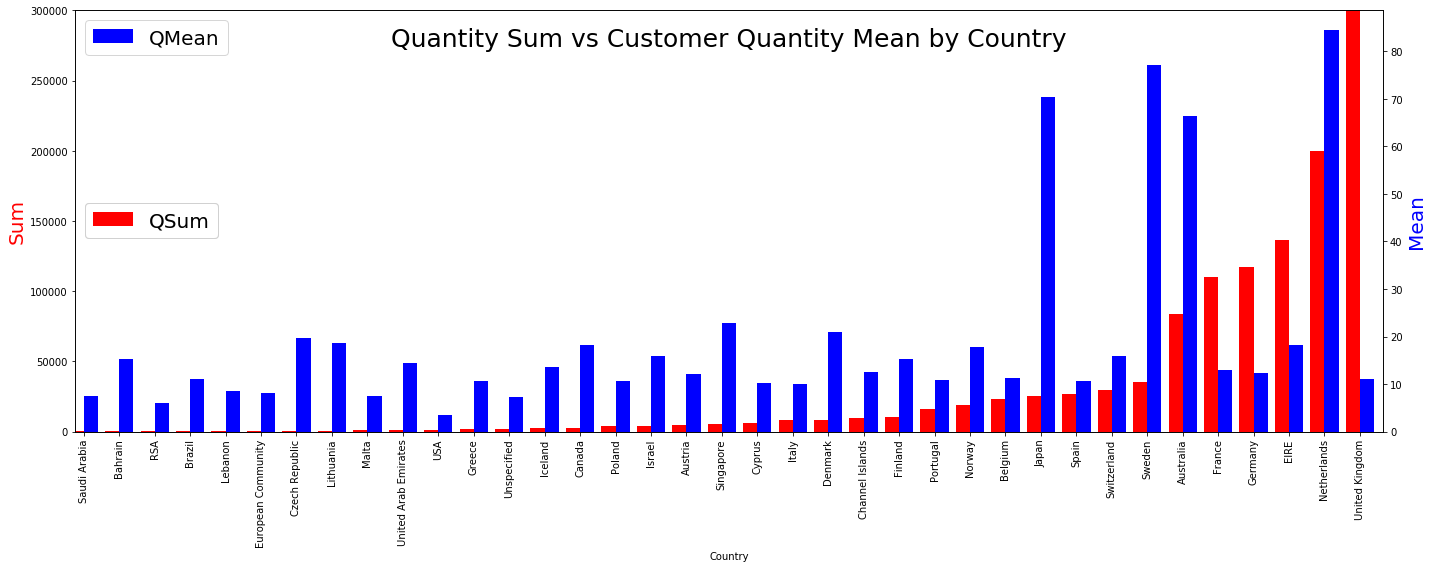 Quantity Sum vs Customer Quantity Mean by Country
QMean
QSum
Sum
300000
250000
200000
150000
100000
50000
0
Mean
80
70
60
50
40
30
20
10
0
Saudi Arabia
Bahrain
RSA
Brazil
Lebanon
European Community
Czech Republic
Lithuania
Malta
United Arab Emirates
USA
Greece
Unspecified
Iceland
Canada
Poland
Israel
Austria
Singapore
Cyprus
Italy
Denmark
Channel Islands
Finland
Portugal
Norway
Belgium
Japan
Spain
Switzerland
Sweden
Australia
France
Germany
EIRE
Netherlands
United Kingdom
Country